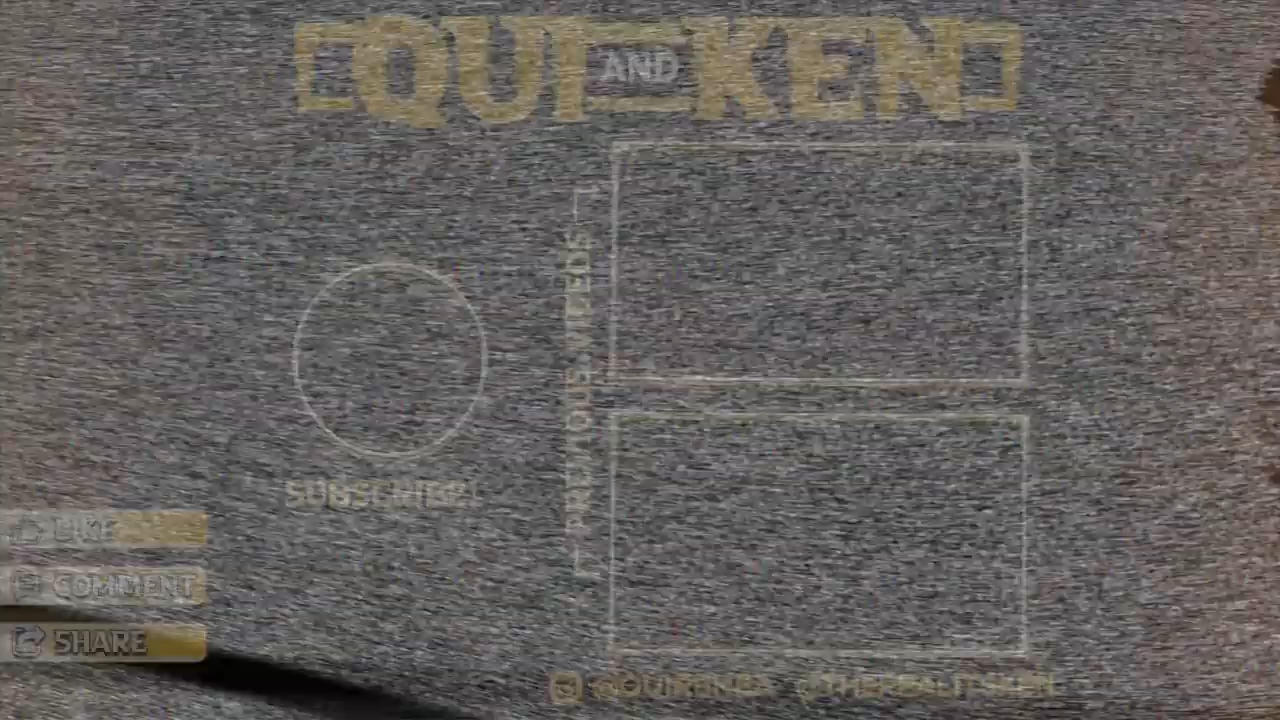 QUI AND KEN
PREVIOUS VIDEOS
SUBSCRIBE!
LIKE
COMMENT
SHARE